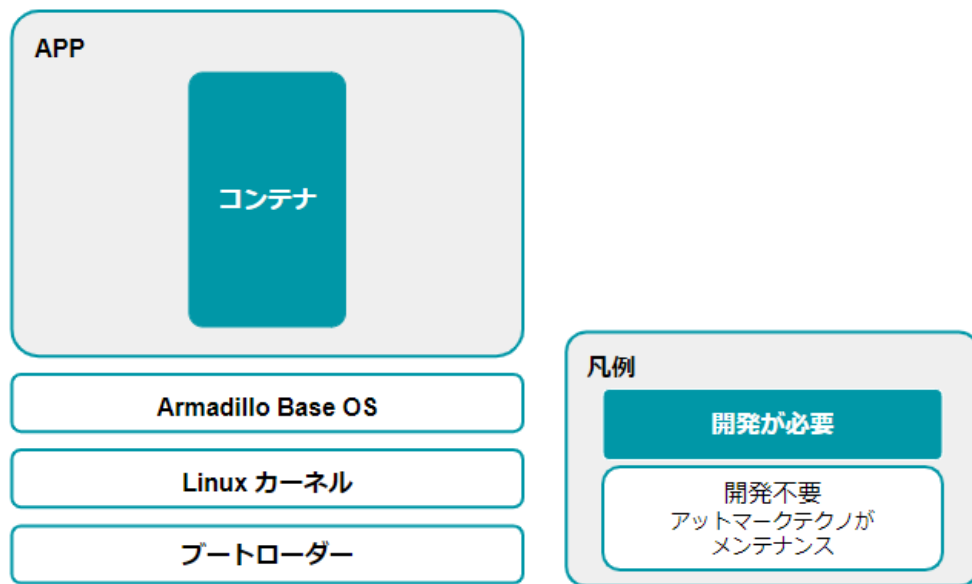 APP
コンテナ
Armadillo Base OS
Linux カーネル
ブートローダー
凡例
開発が必要
開発不要
アットマークテクノが
メンテナンス